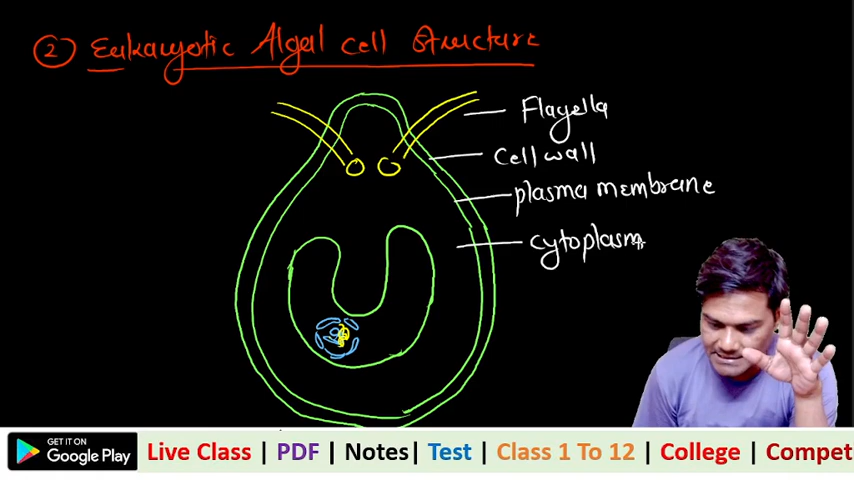 ② Eukaryotic Algal cell Structure
Flagella
cell wall
plasma membrane
cytoplasm
GET IT ON
Google Play
Live Class | PDF | Notes| Test | Class 1 To 12 | College | Compet